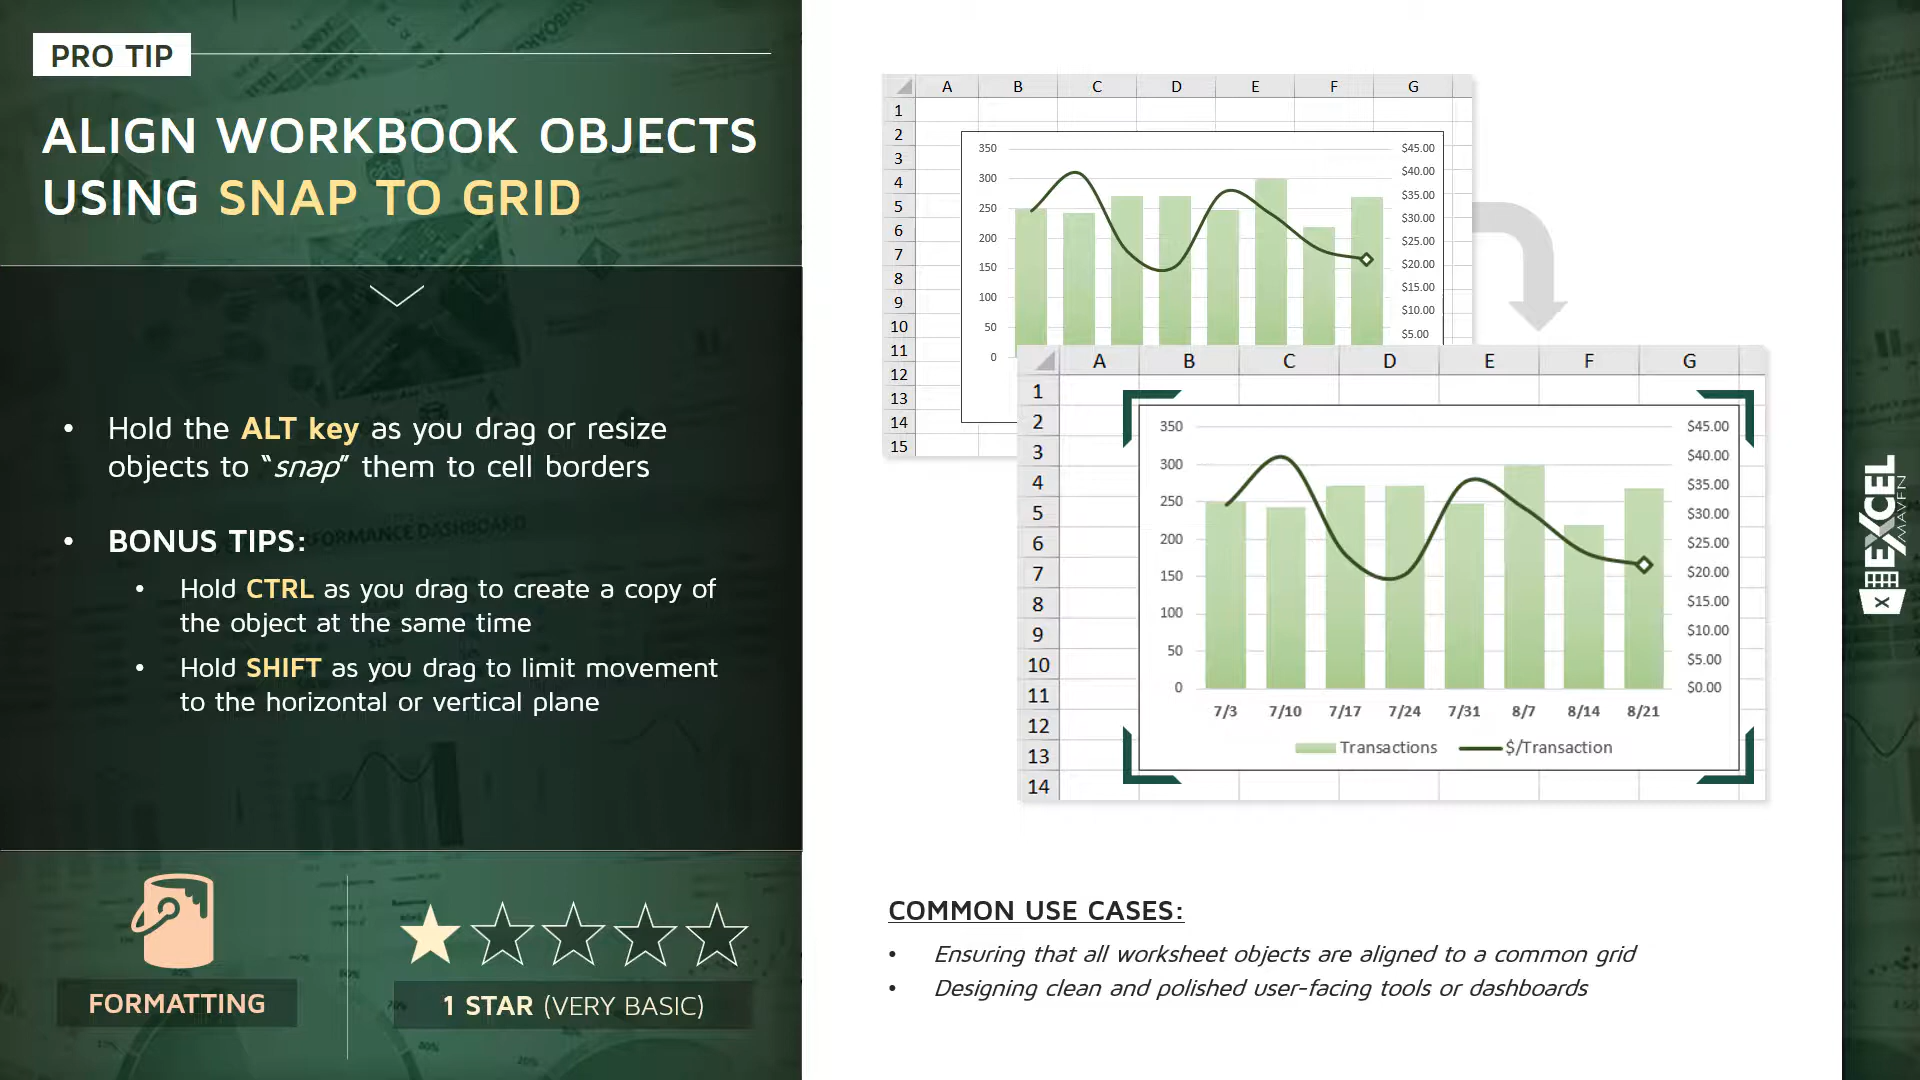 PRO TIP
ALIGN WORKBOOK OBJECTS
USING SNAP TO GRID
• Hold the ALT key as you drag or resize
objects to “snap” them to cell borders
• BONUS TIPS:
• Hold CTRL as you drag to create a copy of
the object at the same time
• Hold SHIFT as you drag to limit movement
to the horizontal or vertical plane
FORMATTING
1 STAR (VERY BASIC)
A B C D E F G
1
2
3
4
5
6
7
8
9
10
11
12
13
14
15
350
300
250
200
150
100
50
0
$45.00
$40.00
$35.00
$30.00
$25.00
$20.00
$15.00
$10.00
$5.00
A B C D E F G
1
2
3
4
5
6
7
8
9
10
11
12
13
14
350
300
250
200
150
100
50
0
$45.00
$40.00
$35.00
$30.00
$25.00
$20.00
$15.00
$10.00
$5.00
$0.00
7/3 7/10 7/17 7/24 7/31 8/7 8/14 8/21
Transactions $/Transaction
COMMON USE CASES:
• Ensuring that all worksheet objects are aligned to a common grid
• Designing clean and polished user-facing tools or dashboards
EXCEL
MAVEN
X